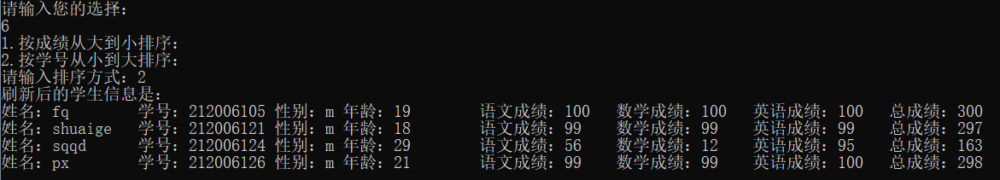 请输入您的选择:
6
1.按成绩从大到小排序:
2.按学号从小到大排序:
请输入排序方式: 2
刷新后的学生信息是:
姓名: fq 学号: 212006105 性别: m 年龄: 19 语文成绩: 100 数学成绩: 100 英语成绩: 100 总成绩: 300
姓名: shuaige 学号: 212006121 性别: m 年龄: 18 语文成绩: 99 数学成绩: 99 英语成绩: 99 总成绩: 297
姓名: sqqd 学号: 212006124 性别: m 年龄: 29 语文成绩: 56 数学成绩: 12 英语成绩: 95 总成绩: 163
姓名: px 学号: 212006126 性别: m 年龄: 21 语文成绩: 99 数学成绩: 99 英语成绩: 100 总成绩: 298